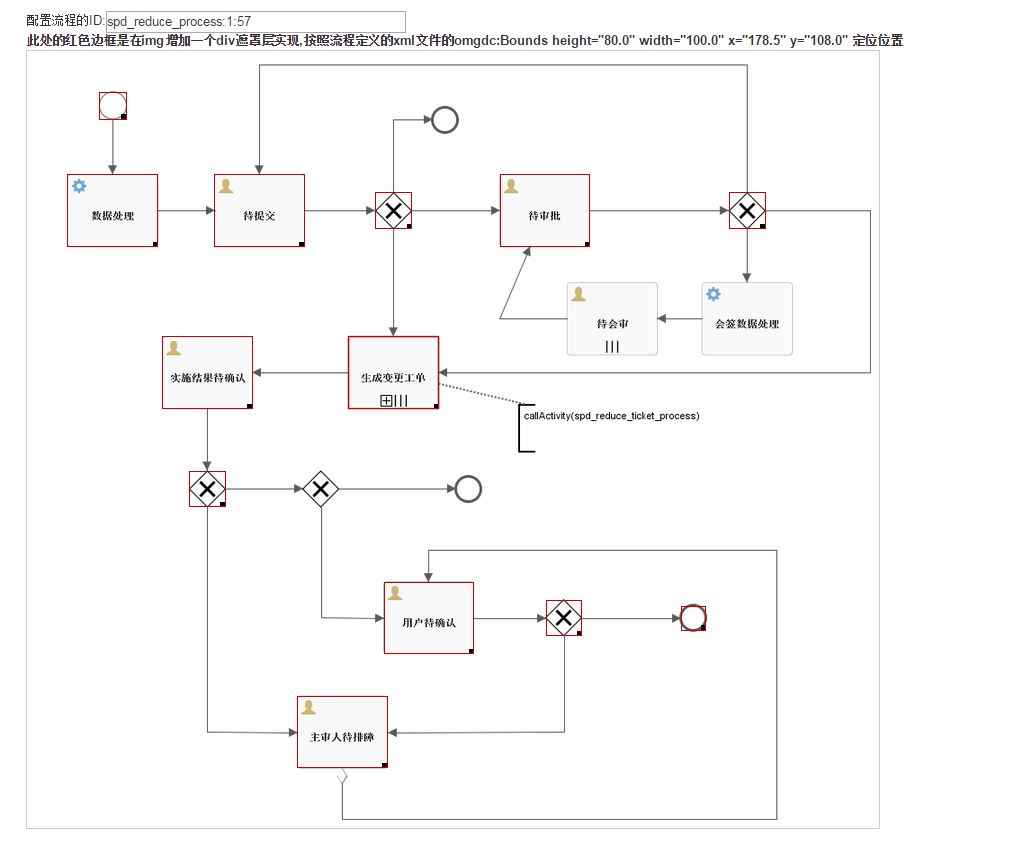 配置流程的ID:spd_reduce_process:1:57
此处的红色边框是在img增加一个div遮罩层实现,按照流程定义的xml文件的omgdc:Bounds height="80.0" width="100.0" x="178.5" y="108.0" 定位位置
数据处理
待提交
待审批
待会审
会签数据处理
实施结果待确认
生成变更工单
callActivity(spd_reduce_ticket_process)
用户待确认
主审人待排障